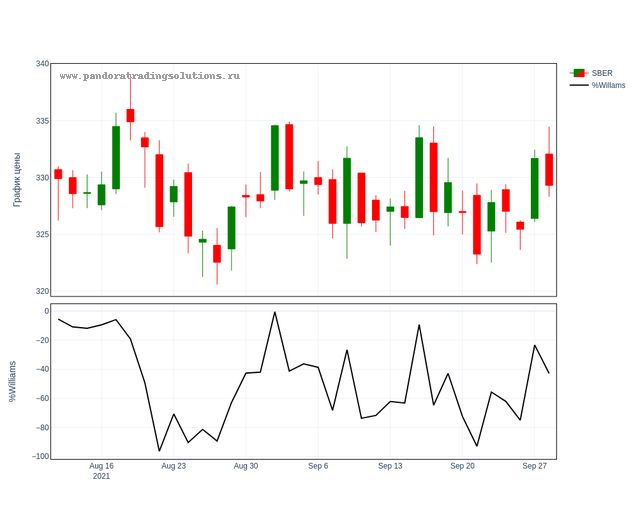 340
www.pandoratradingsolutions.ru
SBER
%Willams
335
330
325
320
График цены
0
−20
−40
−60
−80
−100
%Williams
Aug 16
2021
Aug 23
Aug 30
Sep 6
Sep 13
Sep 20
Sep 27